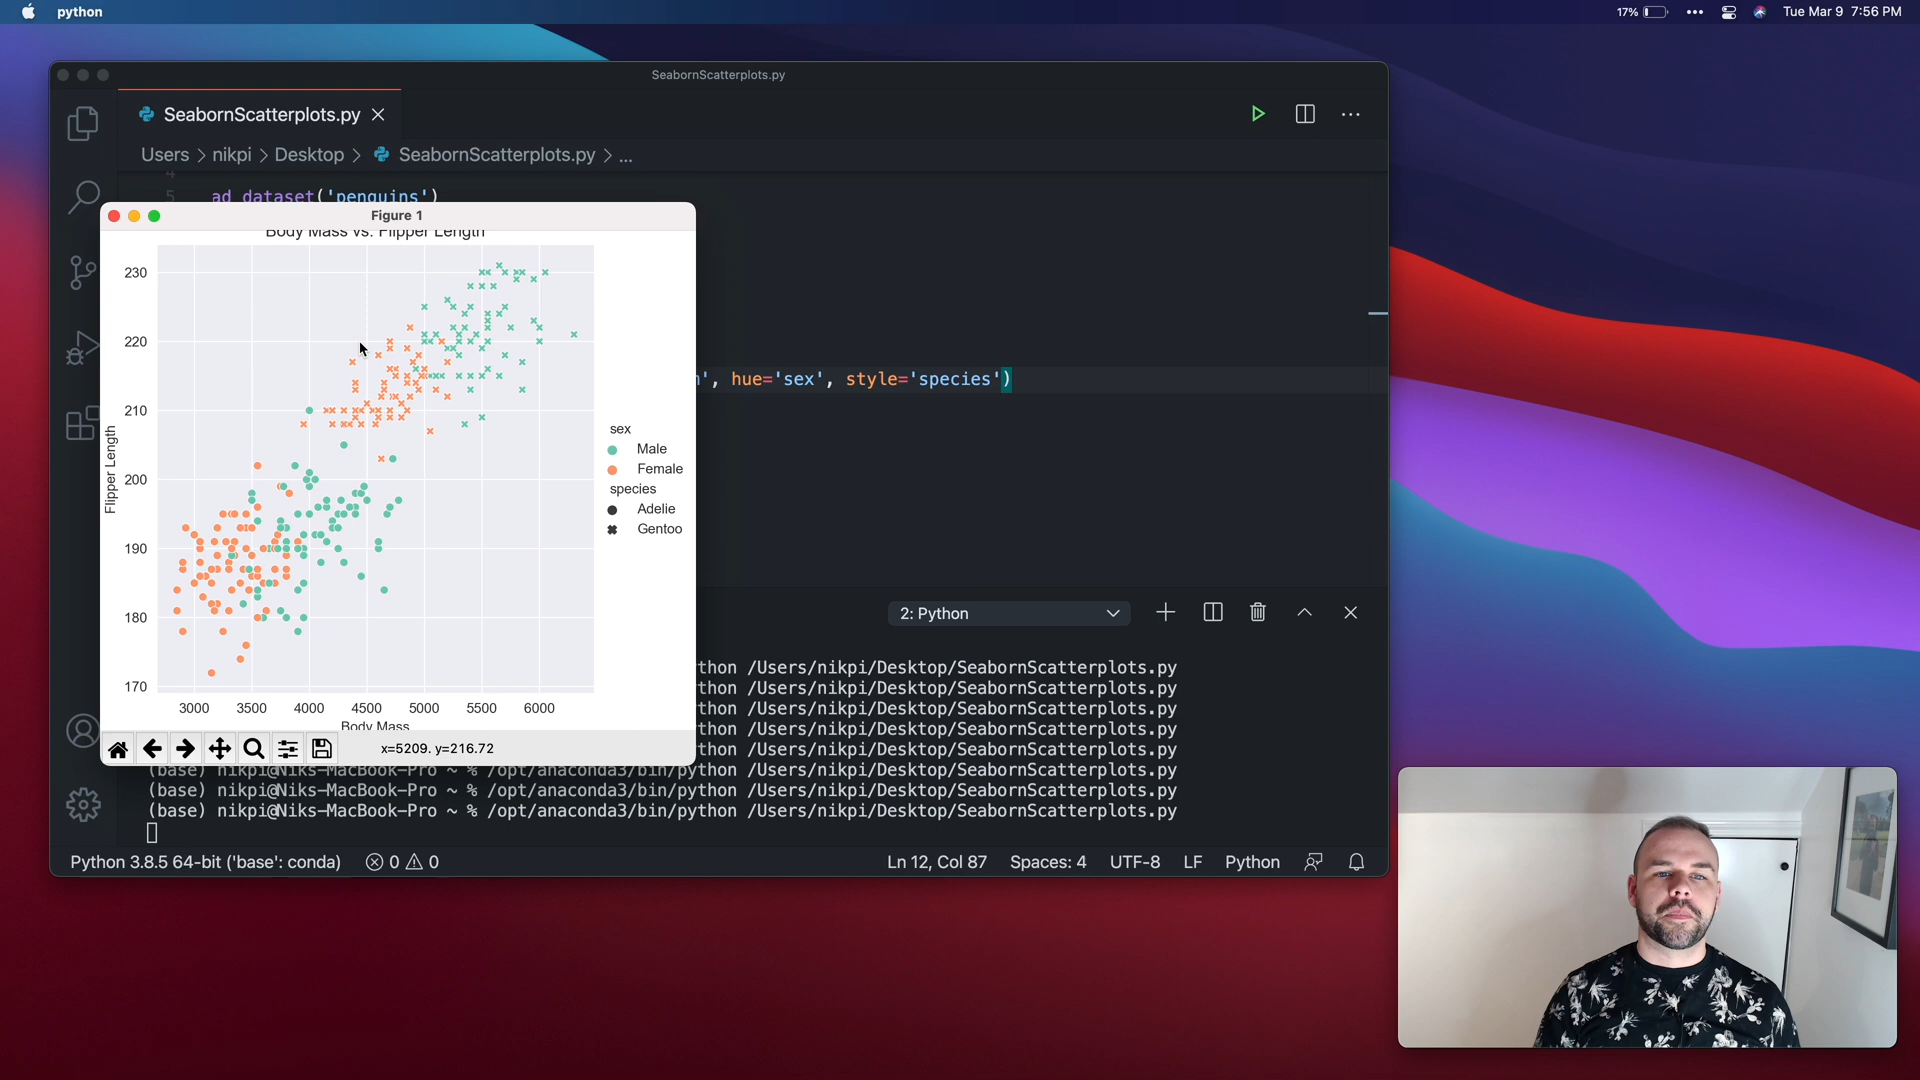 python
17%
Tue Mar 9 7:56 PM
SeabornScatterplots.py
SeabornScatterplots.py
Users > nikpi > Desktop > SeabornScatterplots.py > ...
4
5 ad_dataset('penguins')
Figure 1
Body Mass vs. Flipper Length
230
220
210
200
190
180
170
Flipper Length
3000 3500 4000 4500 5000 5500 6000
Body Mass
sex
Male
Female
species
Adelie
Gentoo
x=5209. y=216.72
', hue='sex', style='species')
2: Python
thon /Users/nikpi/Desktop/SeabornScatterplots.py
thon /Users/nikpi/Desktop/SeabornScatterplots.py
thon /Users/nikpi/Desktop/SeabornScatterplots.py
thon /Users/nikpi/Desktop/SeabornScatterplots.py
thon /Users/nikpi/Desktop/SeabornScatterplots.py
(base) nikpi@Niks-MacBook-Pro ~ % /opt/anaconda3/bin/python /Users/nikpi/Desktop/SeabornScatterplots.py
(base) nikpi@Niks-MacBook-Pro ~ % /opt/anaconda3/bin/python /Users/nikpi/Desktop/SeabornScatterplots.py
(base) nikpi@Niks-MacBook-Pro ~ % /opt/anaconda3/bin/python /Users/nikpi/Desktop/SeabornScatterplots.py
Python 3.8.5 64-bit ('base': conda) 0 0
Ln 12, Col 87 Spaces: 4 UTF-8 LF Python